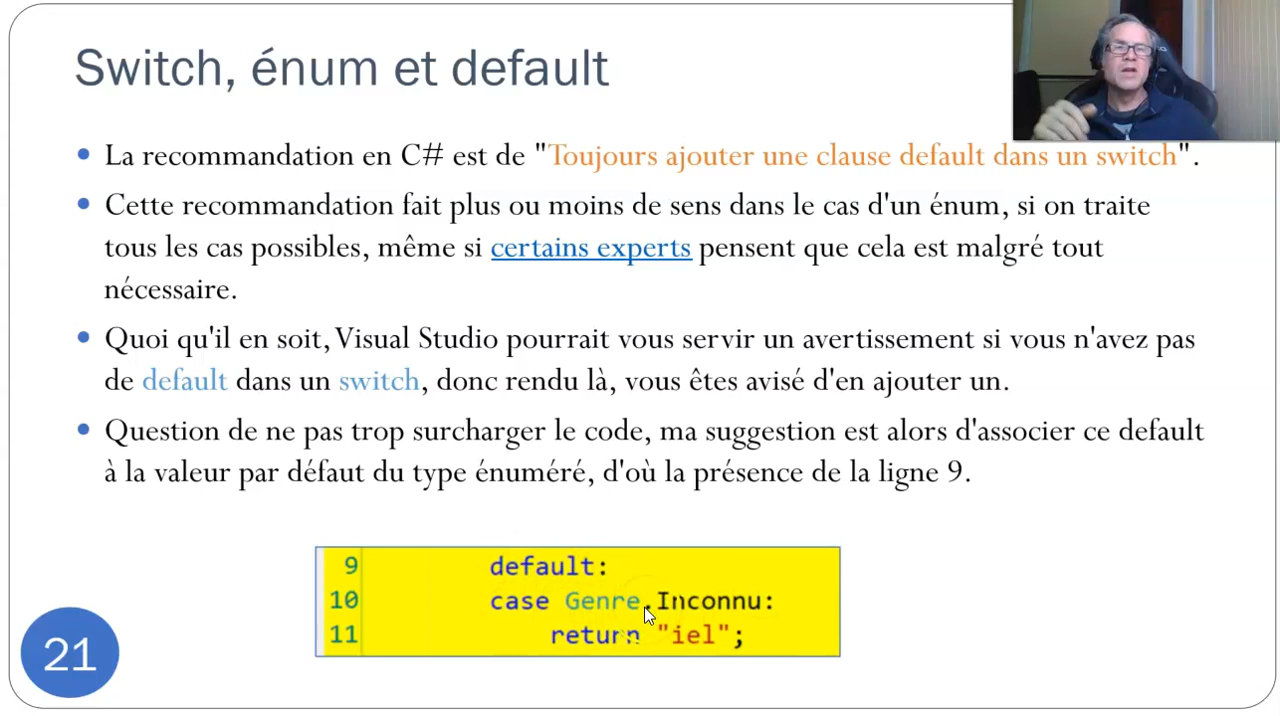 Switch, énum et default
La recommandation en C# est de "Toujours ajouter une clause default dans un switch".
Cette recommandation fait plus ou moins de sens dans le cas d'un énum, si on traite
tous les cas possibles, même si certains experts pensent que cela est malgré tout
nécessaire.
Quoi qu'il en soit, Visual Studio pourrait vous servir un avertissement si vous n'avez pas
de default dans un switch, donc rendu là, vous êtes avisé d'en ajouter un.
Question de ne pas trop surcharger le code, ma suggestion est alors d'associer ce default
à la valeur par défaut du type énuméré, d'où la présence de la ligne 9.
9 default:
10 case Genre.Inconnu:
11 return "iel";
21